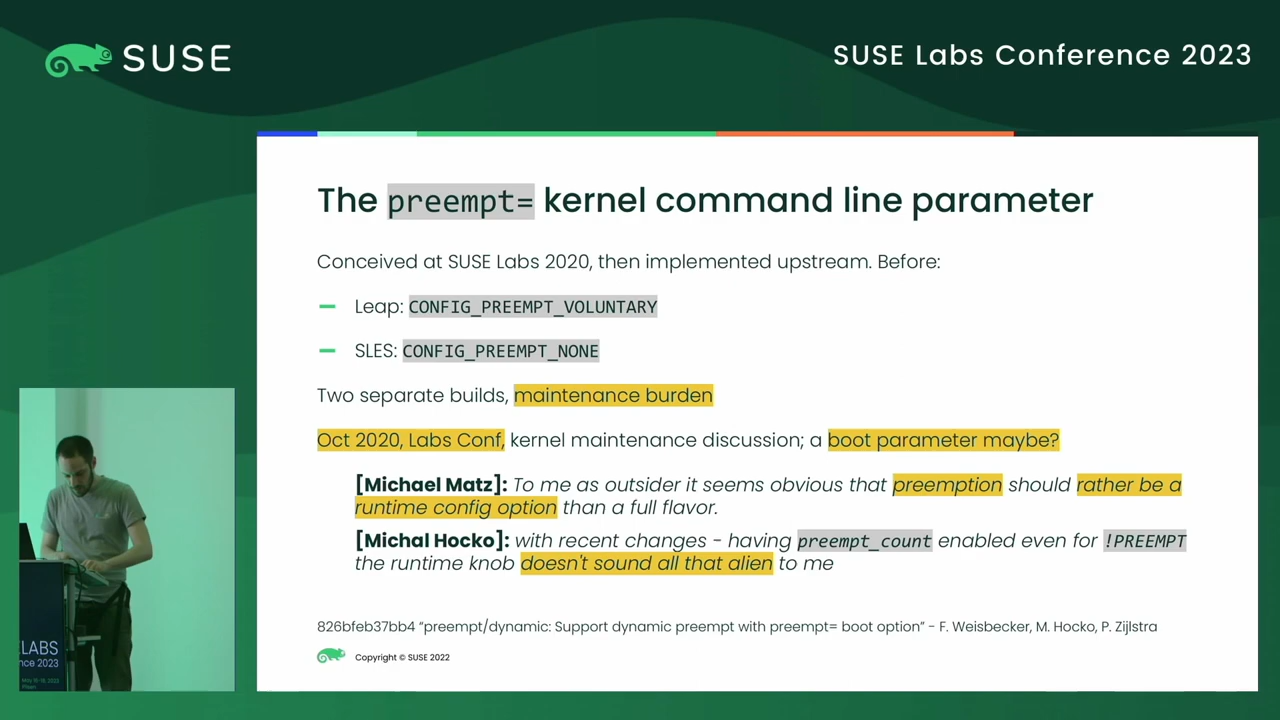 SUSE
SUSE Labs Conference 2023
The preempt= kernel command line parameter
Conceived at SUSE Labs 2020, then implemented upstream. Before:
Leap: CONFIG_PREEMPT_VOLUNTARY
SLES: CONFIG_PREEMPT_NONE
Two separate builds, maintenance burden
Oct 2020, Labs Conf, kernel maintenance discussion; a boot parameter maybe?
[Michael Matz]: To me as outsider it seems obvious that preemption should rather be a
runtime config option than a full flavor.
[Michal Hocko]: with recent changes - having preempt_count enabled even for !PREEMPT
the runtime knob doesn't sound all that alien to me
826bfeb37bb4 "preempt/dynamic: Support dynamic preempt with preempt= boot option" - F. Weisbecker, M. Hocko, P. Zijlstra
Copyright © SUSE 2022
ELABS
nce 2023